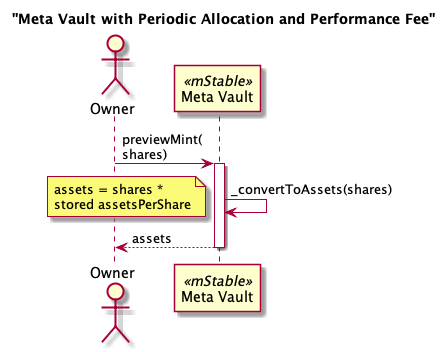 "Meta Vault with Periodic Allocation and Performance Fee"
Owner
«mStable»
Meta Vault
previewMint(
shares)
assets = shares *
stored assetsPerShare
_convertToAssets(shares)
assets
Owner
«mStable»
Meta Vault